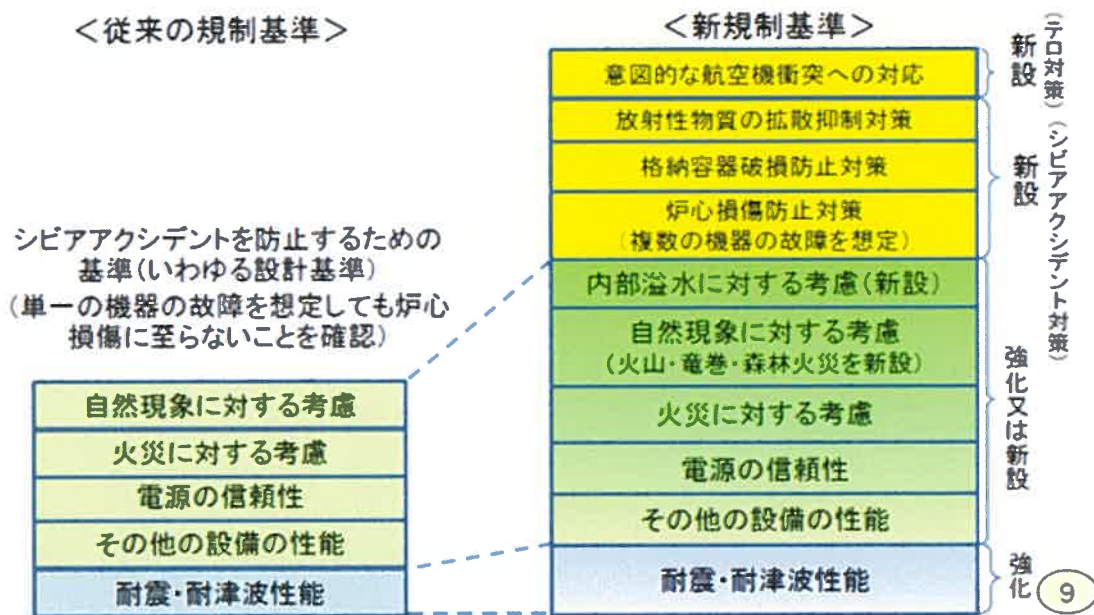 ＜従来の規制基準＞
シビアアクシデントを防止するための
基準(いわゆる設計基準)
(単一の機器の故障を想定しても炉心
損傷に至らないことを確認)
自然現象に対する考慮
火災に対する考慮
電源の信頼性
その他の設備の性能
耐震・耐津波性能
＜新規制基準＞
意図的な航空機衝突への対応
放射性物質の拡散抑制対策
格納容器破損防止対策
炉心損傷防止対策
(複数の機器の故障を想定)
内部溢水に対する考慮(新設)
自然現象に対する考慮
(火山・竜巻・森林火災を新設)
火災に対する考慮
電源の信頼性
その他の設備の性能
耐震・耐津波性能
新設
(テロ対策)
新設
(シビアアクシデント対策)
強化又は新設
強化
9